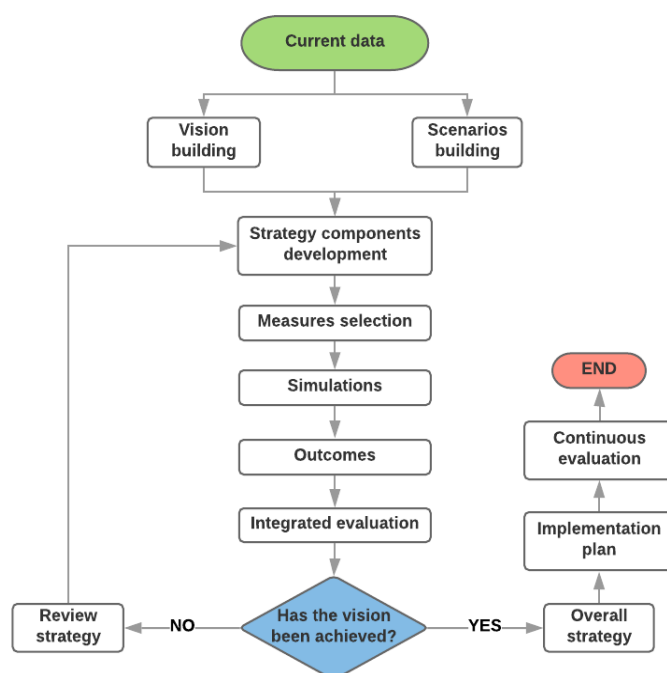 Current data
Vision
building
Scenarios
building
Strategy components
development
Measures selection
Simulations
Outcomes
Integrated evaluation
Has the vision
been achieved?
NO
Review
strategy
YES
Overall
strategy
Implementation
plan
Continuous
evaluation
END